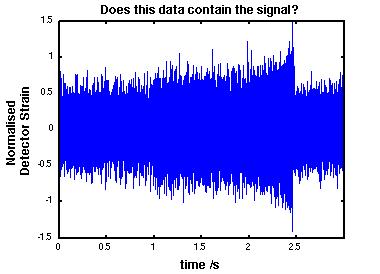 Does this data contain the signal?
1.5
1
0.5
0
-0.5
-1
-1.5
Normalised
Detector Strain
0 0.5 1 1.5 2 2.5
time /s